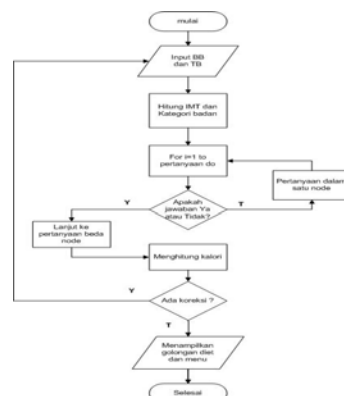 mulai
Input BB
dan TB
Hitung IMT dan
Kategori badan
For i=1 to
pertanyaan do
Pertanyaan dalam
satu node
Apakah
jawaban Ya
atau Tidak?
Y
T
Lanjut ke
pertanyaan beda
node
Menghitung kalori
Y
Ada koreksi ?
T
Menampilkan
golongan diet
dan menu
Selesai